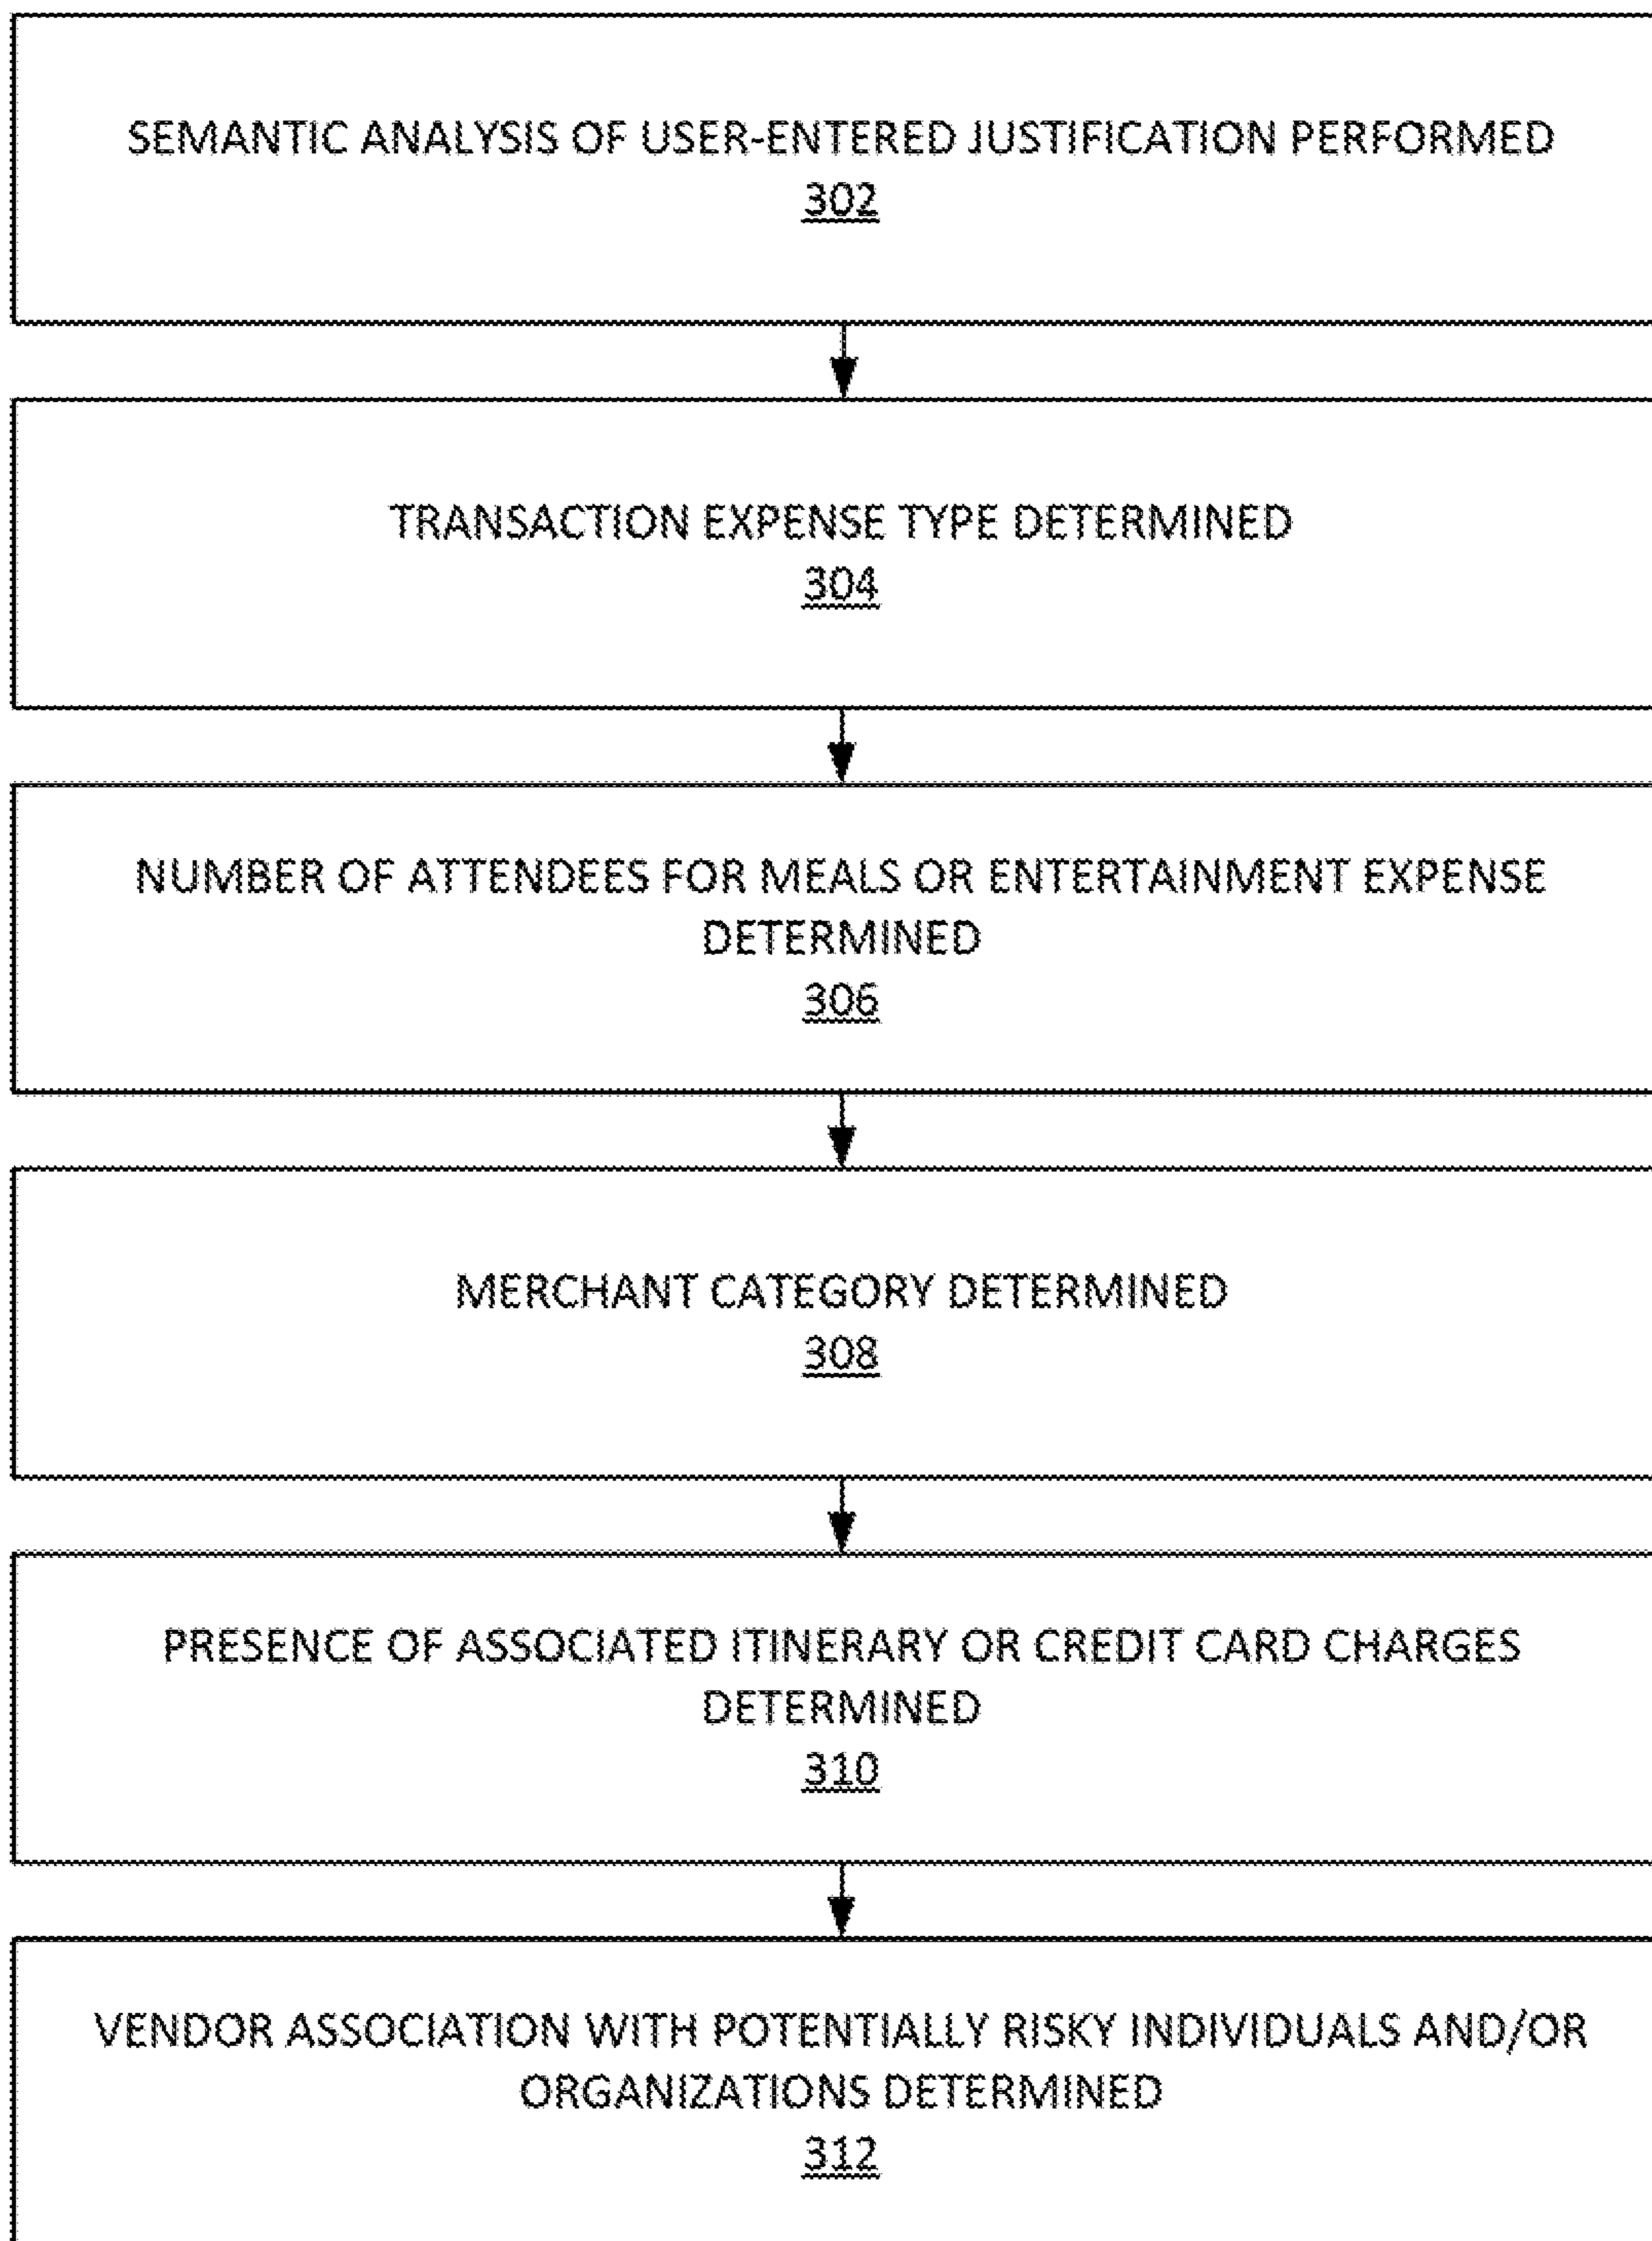 SEMANTIC ANALYSIS OF USER-ENTERED JUSTIFICATION PERFORMED
302
TRANSACTION EXPENSE TYPE DETERMINED
304
NUMBER OF ATTENDEES FOR MEALS OR ENTERTAINMENT EXPENSE
DETERMINED
306
MERCHANT CATEGORY DETERMINED
308
PRESENCE OF ASSOCIATED ITINERARY OR CREDIT CARD CHARGES
DETERMINED
310
VENDOR ASSOCIATION WITH POTENTIALLY RISKY INDIVIDUALS AND/OR
ORGANIZATIONS DETERMINED
312